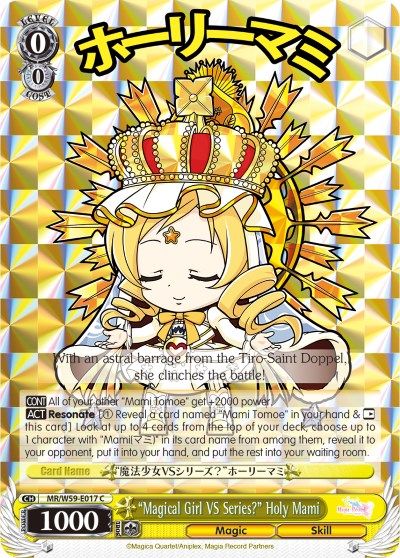 LEVEL
0
0
COST
ホーリーマミ
With an astral barrage from the Tiro-Saint Doppel,
she clinches the battle!
CONT All of your other "Mami Tomoe" get +2000 power.
ACT Resonate [① Reveal a card named "Mami Tomoe" in your hand &
this card] Look at up to 4 cards from the top of your deck, choose up to
1 character with "Mami(マミ)" in its card name from among them, reveal it to
your opponent, put it into your hand, and put the rest into your waiting room.
Card Name "魔法少女VSシリーズ？"ホーリーマミ
CH MR/W59-E017 C
1000
"Magical Girl VS Series?" Holy Mami
Magic Skill
©Magica Quartet/Aniplex, Magia Record Partners